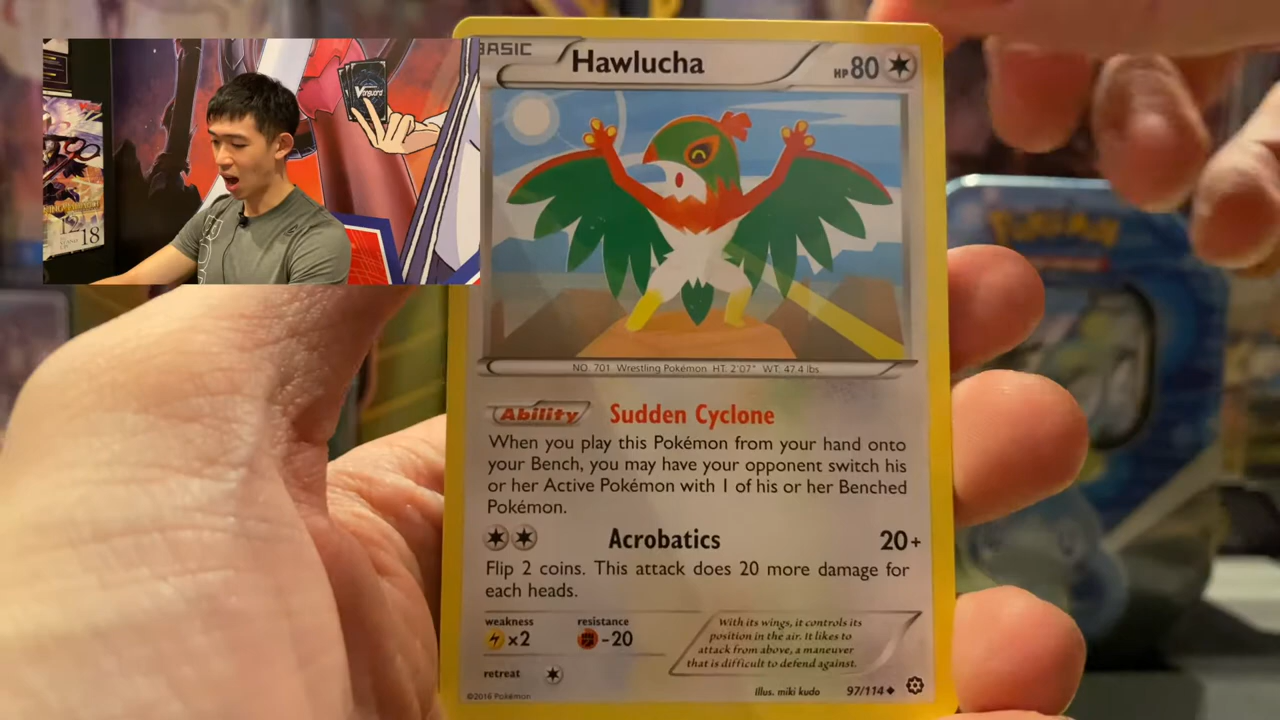 BASIC
Hawlucha
HP80
NO. 701 Wrestling Pokémon HT: 2'07" WT: 47.4 lbs.
Ability Sudden Cyclone
When you play this Pokémon from your hand onto
your Bench, you may have your opponent switch his
or her Active Pokémon with 1 of his or her Benched
Pokémon.
Acrobatics 20+
Flip 2 coins. This attack does 20 more damage for
each heads.
weakness
×2
resistance
-20
retreat
With its wings, it controls its
position in the air. It likes to
attack from above, a maneuver
that is difficult to defend against.
©2016 Pokémon
Illus. miki kudo
97/114
POKÉMON
VANGUARD
12
18